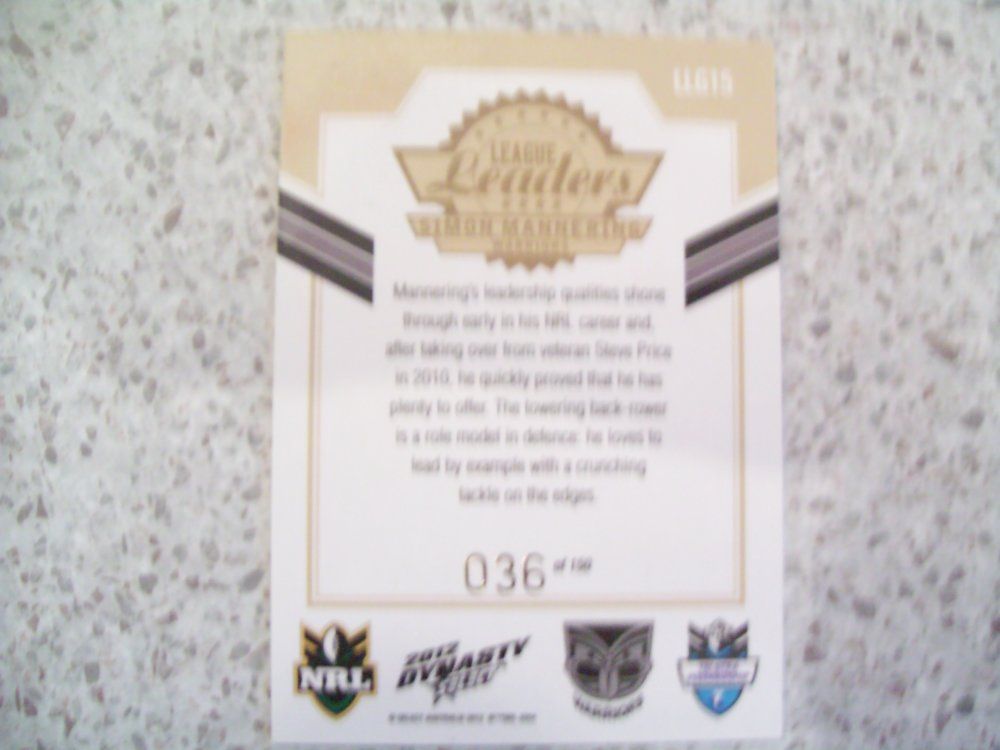 LLG15
LEAGUE
Leaders
SIMON MANNERING
WARRIORS
Mannering's leadership qualities shone
through early in his NRL career and,
after taking over from veteran Steve Price
in 2010, he quickly proved that he has
plenty to offer. The towering back-rower
is a role model in defence: he loves to
lead by example with a crunching
tackle on the edges.
036 of 150
NRL
2012
DYNASTY
WARRIORS